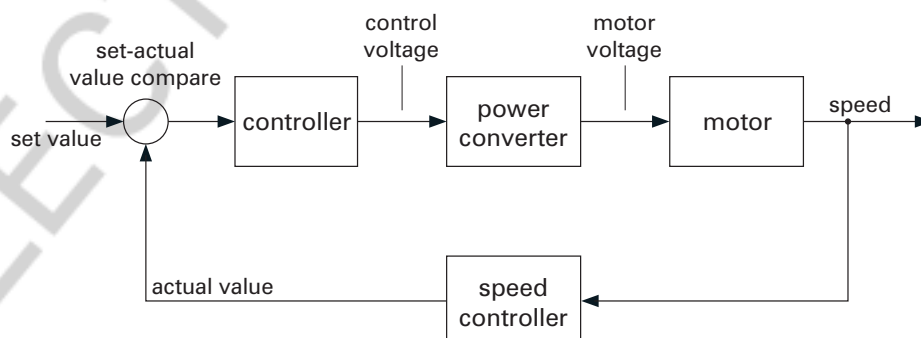 control
voltage
motor
voltage
set-actual
value compare
set value
controller
power
converter
motor
speed
actual value
speed
controller